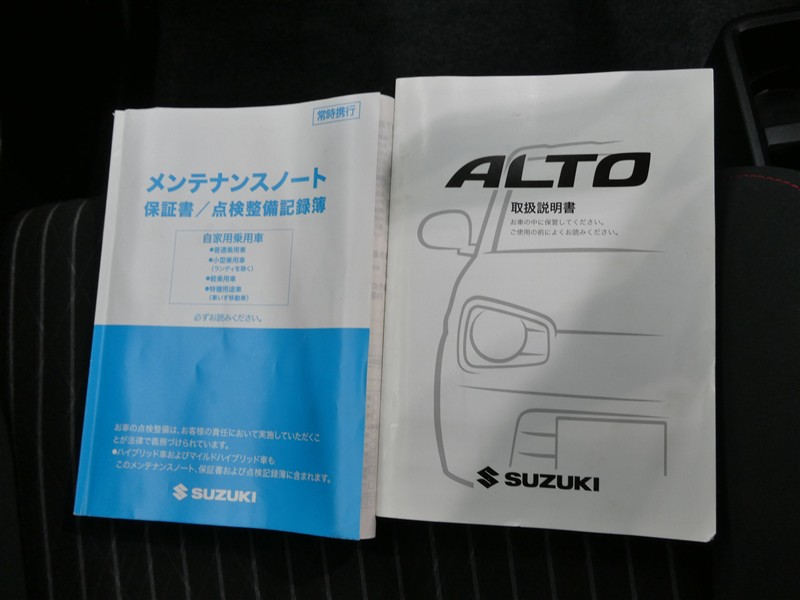 常時携行
メンテナンスノート
保証書/点検整備記録簿
自家用乗用車
●普通乗用車
●小型乗用車
(ランディを除く)
●軽乗用車
●特種用途車
(車いす移動車)
必ずお読みください。
お車の点検整備は、お客様の責任において実施していただくこ
とが法律で義務づけられています。
●ハイブリッド車およびマイルドハイブリッド車も
このメンテナンスノート、保証書および点検記録簿に含まれます。
SUZUKI
ALTO
取扱説明書
お車の中に保管してください。
ご使用の前によくお読みください。
SUZUKI